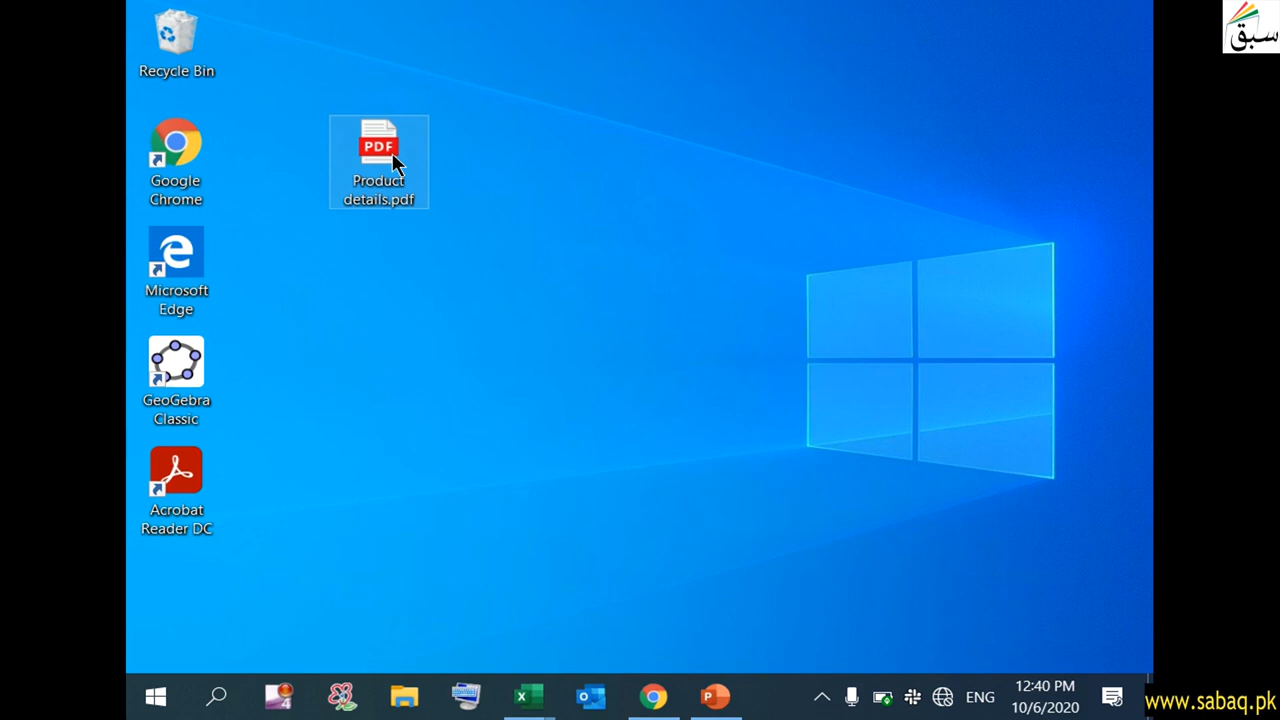 Recycle Bin
سبق
Google
Chrome
PDF
Product
details.pdf
Microsoft
Edge
GeoGebra
Classic
Acrobat
Reader DC
4
ENG
12:40 PM
10/6/2020
www.sabaq.pk